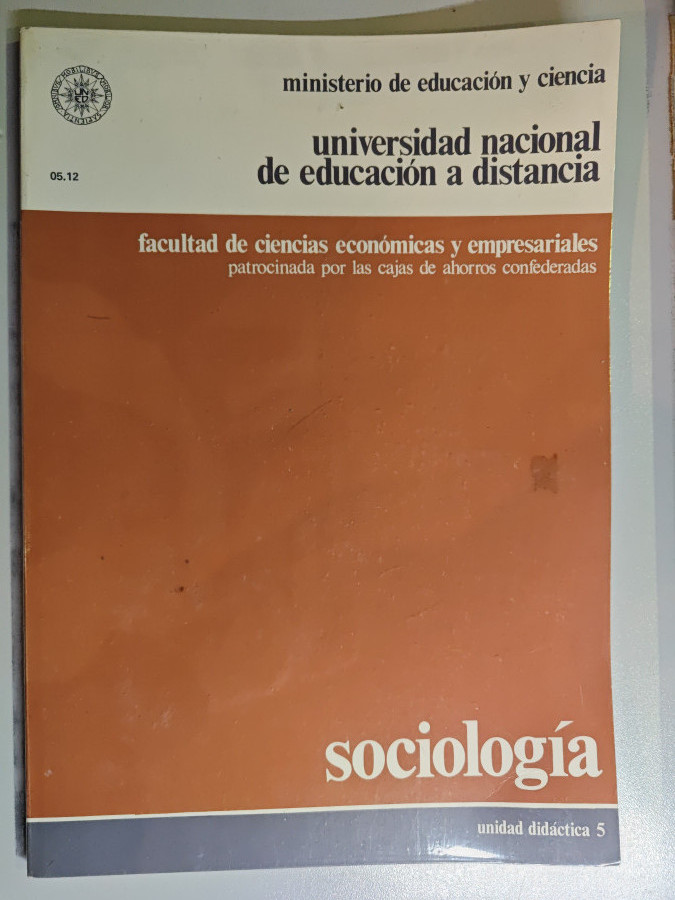 ministerio de educación y ciencia
universidad nacional
de educación a distancia
05.12
facultad de ciencias económicas y empresariales
patrocinada por las cajas de ahorros confederadas
sociología
unidad didáctica 5